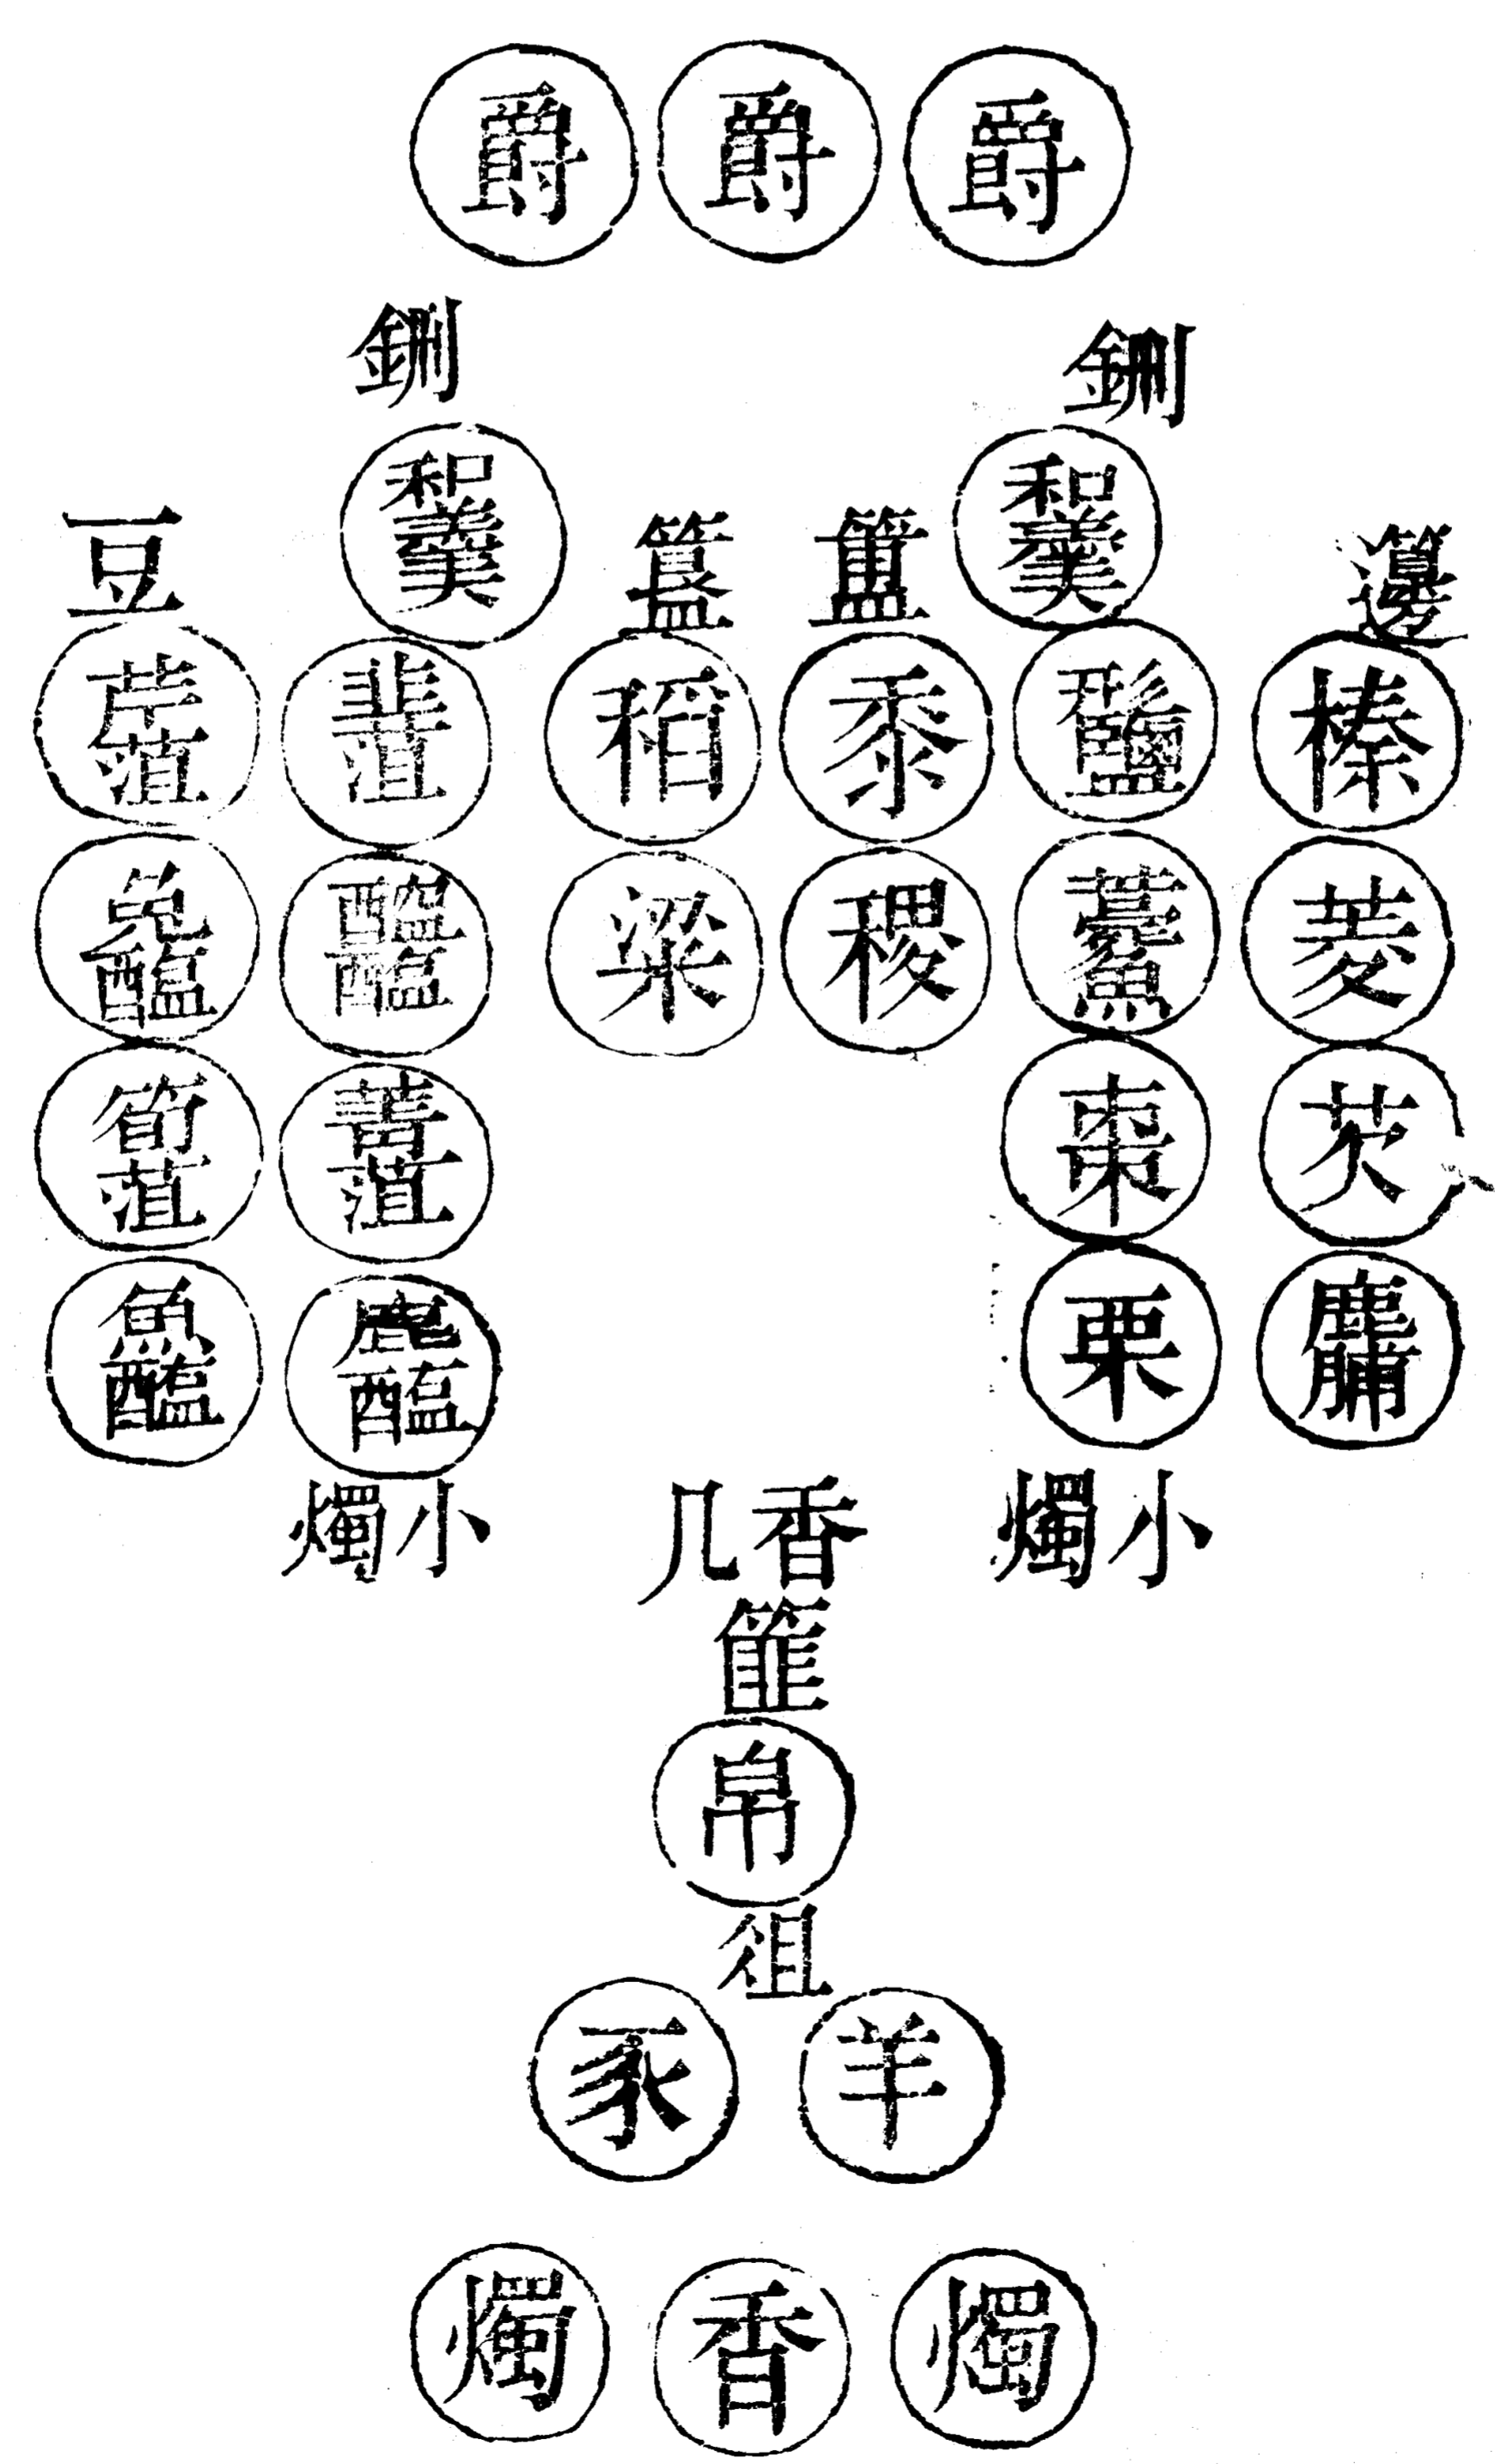 爵 爵 爵
鉶 鉶
和羹 和羹
豆 簋 簠 籩
芹菹 韭菹 稻 黍 形鹽 榛
兔醢 醓醢 粱 稷 薧魚 菱
筍菹 菁菹 棗 芡
魚醢 鹿醢 栗 鹿脯
小燭 香几 小燭
篚
帛
俎
豕 羊
燭 香 燭